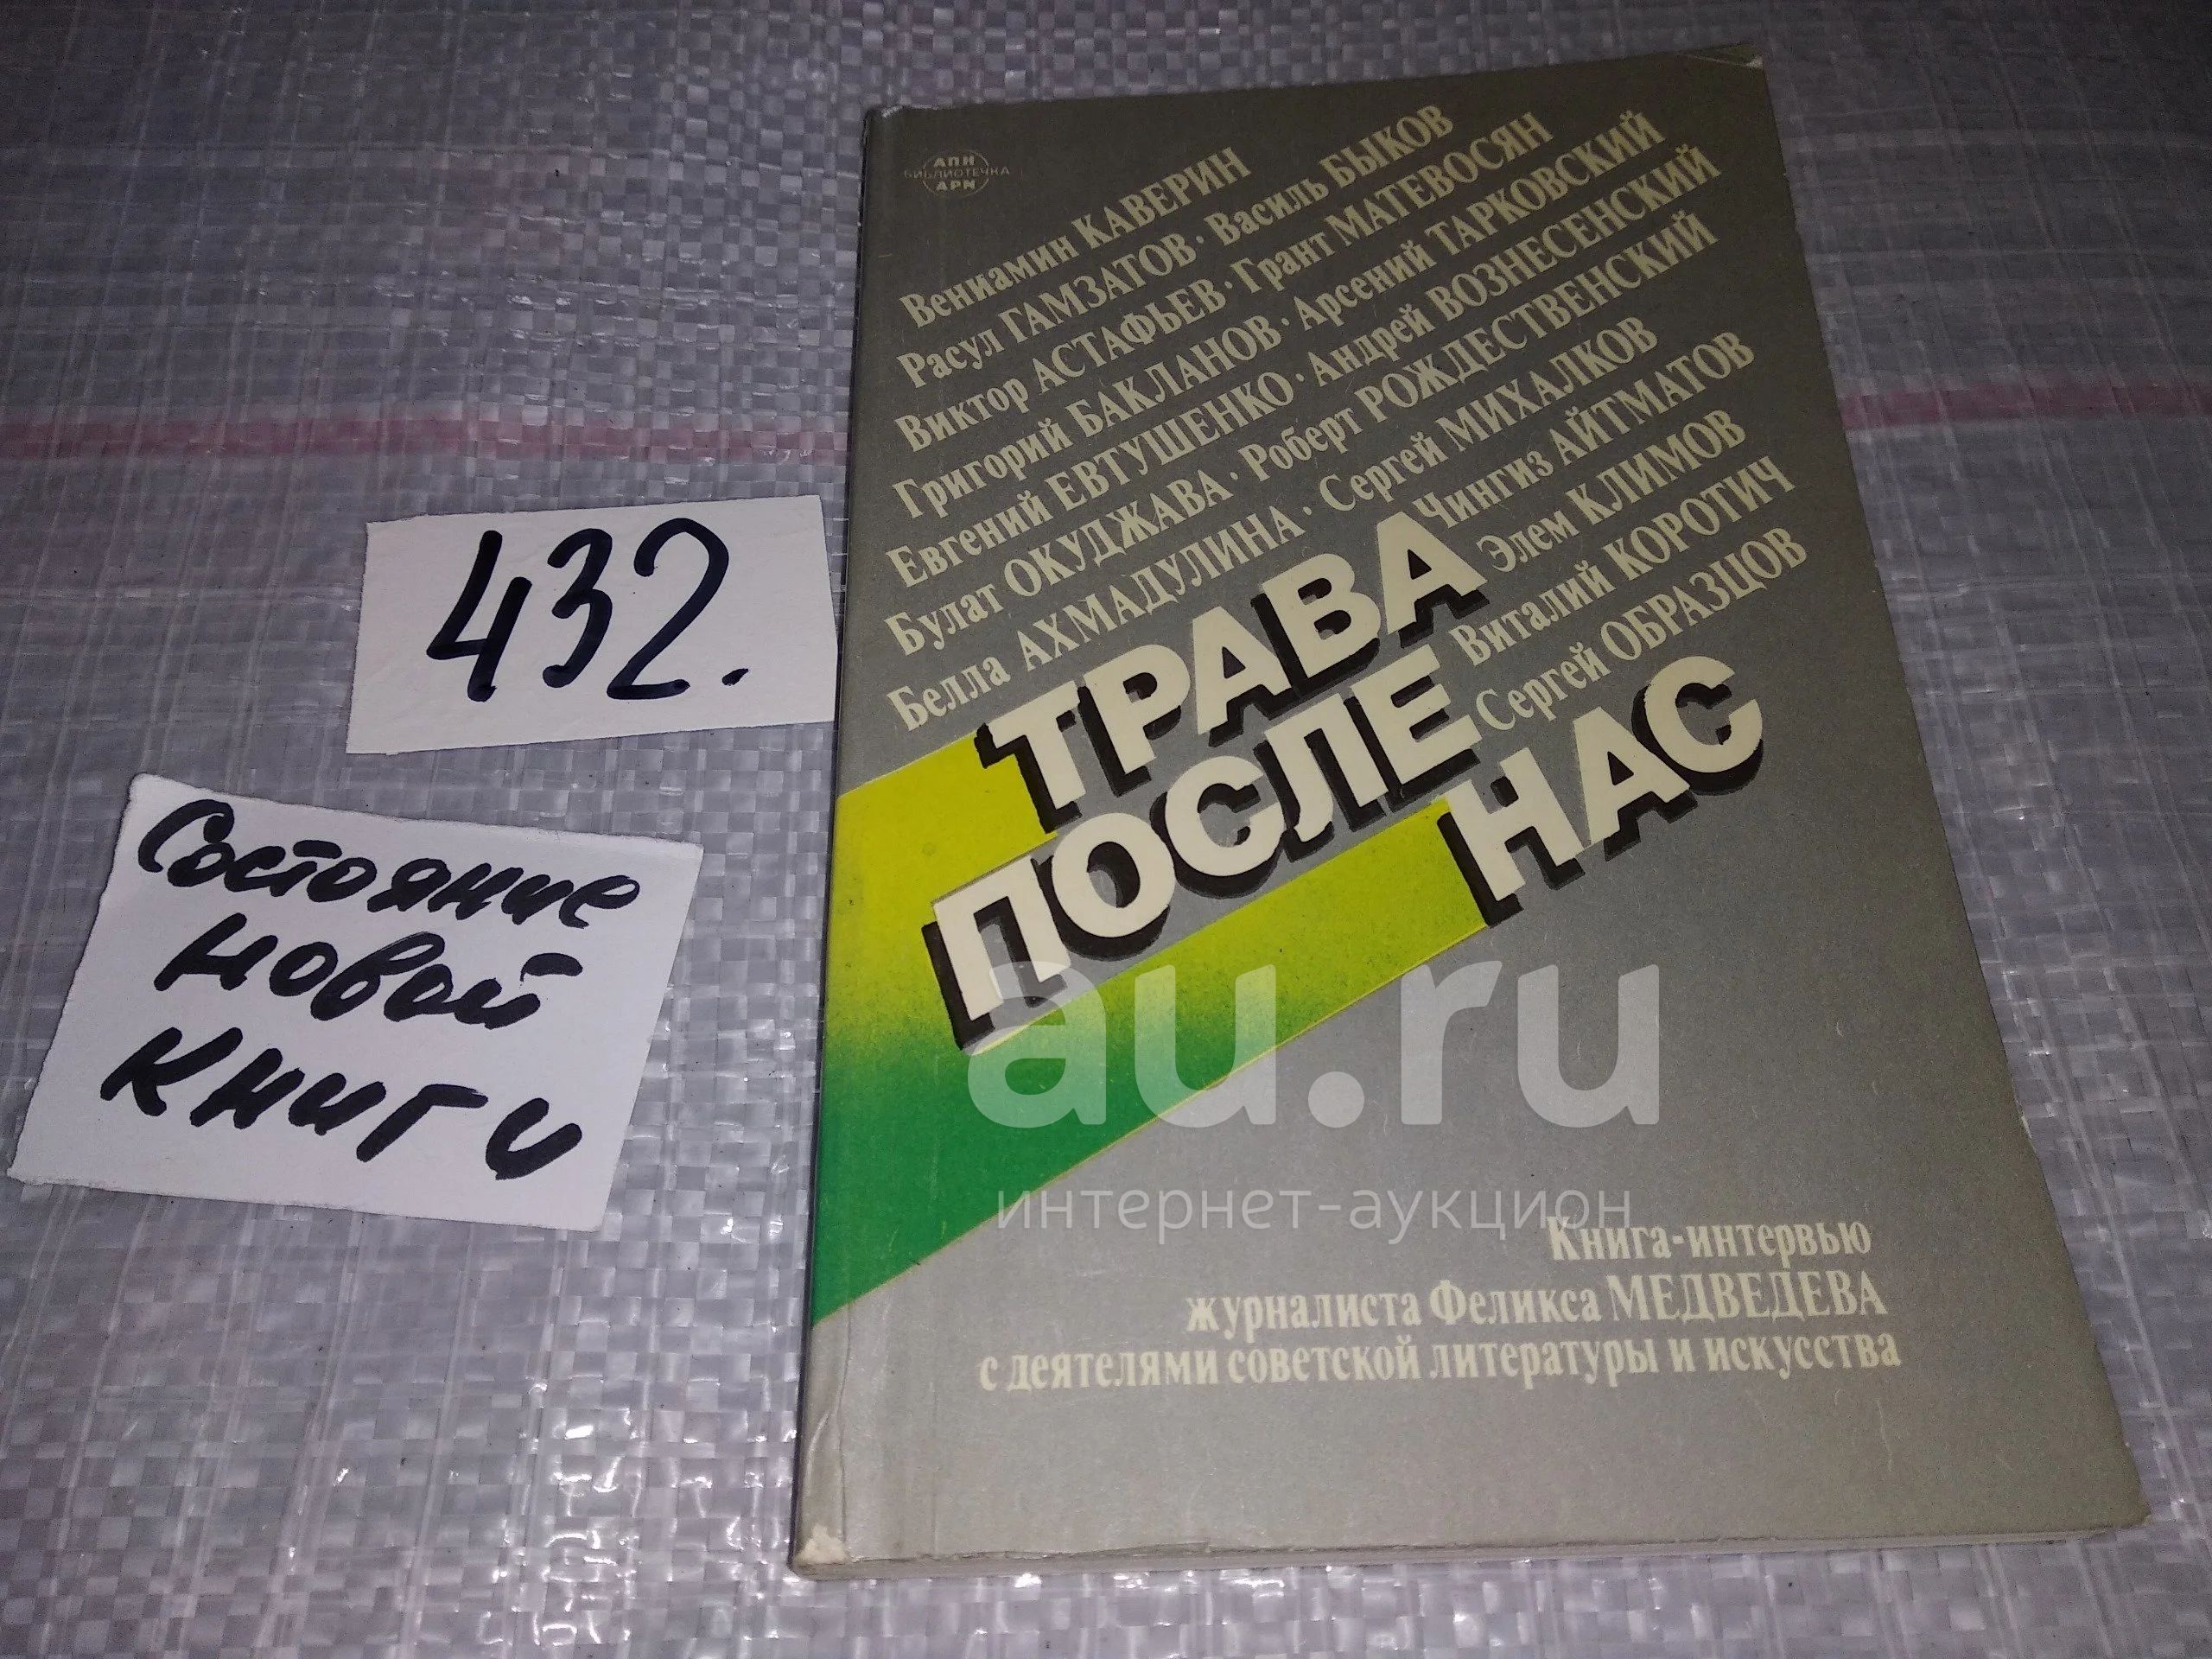 АПН
БИБЛИОТЕЧКА
APN
Вениамин КАВЕРИН
Расул ГАМЗАТОВ · Василь БЫКОВ
Виктор АСТАФЬЕВ · Грант МАТЕВОСЯН
Григорий БАКЛАНОВ · Арсений ТАРКОВСКИЙ
Евгений ЕВТУШЕНКО · Андрей ВОЗНЕСЕНСКИЙ
Булат ОКУДЖАВА · Роберт РОЖДЕСТВЕНСКИЙ
Белла АХМАДУЛИНА · Сергей МИХАЛКОВ
Чингиз АЙТМАТОВ
Элем КЛИМОВ
Виталий КОРОТИЧ
Сергей ОБРАЗЦОВ
ТРАВА
ПОСЛЕ
НАС
432.
Состояние
новой
книги
au.ru
интернет-аукцион
Книга-интервью
журналиста Феликса МЕДВЕДЕВА
с деятелями советской литературы и искусства